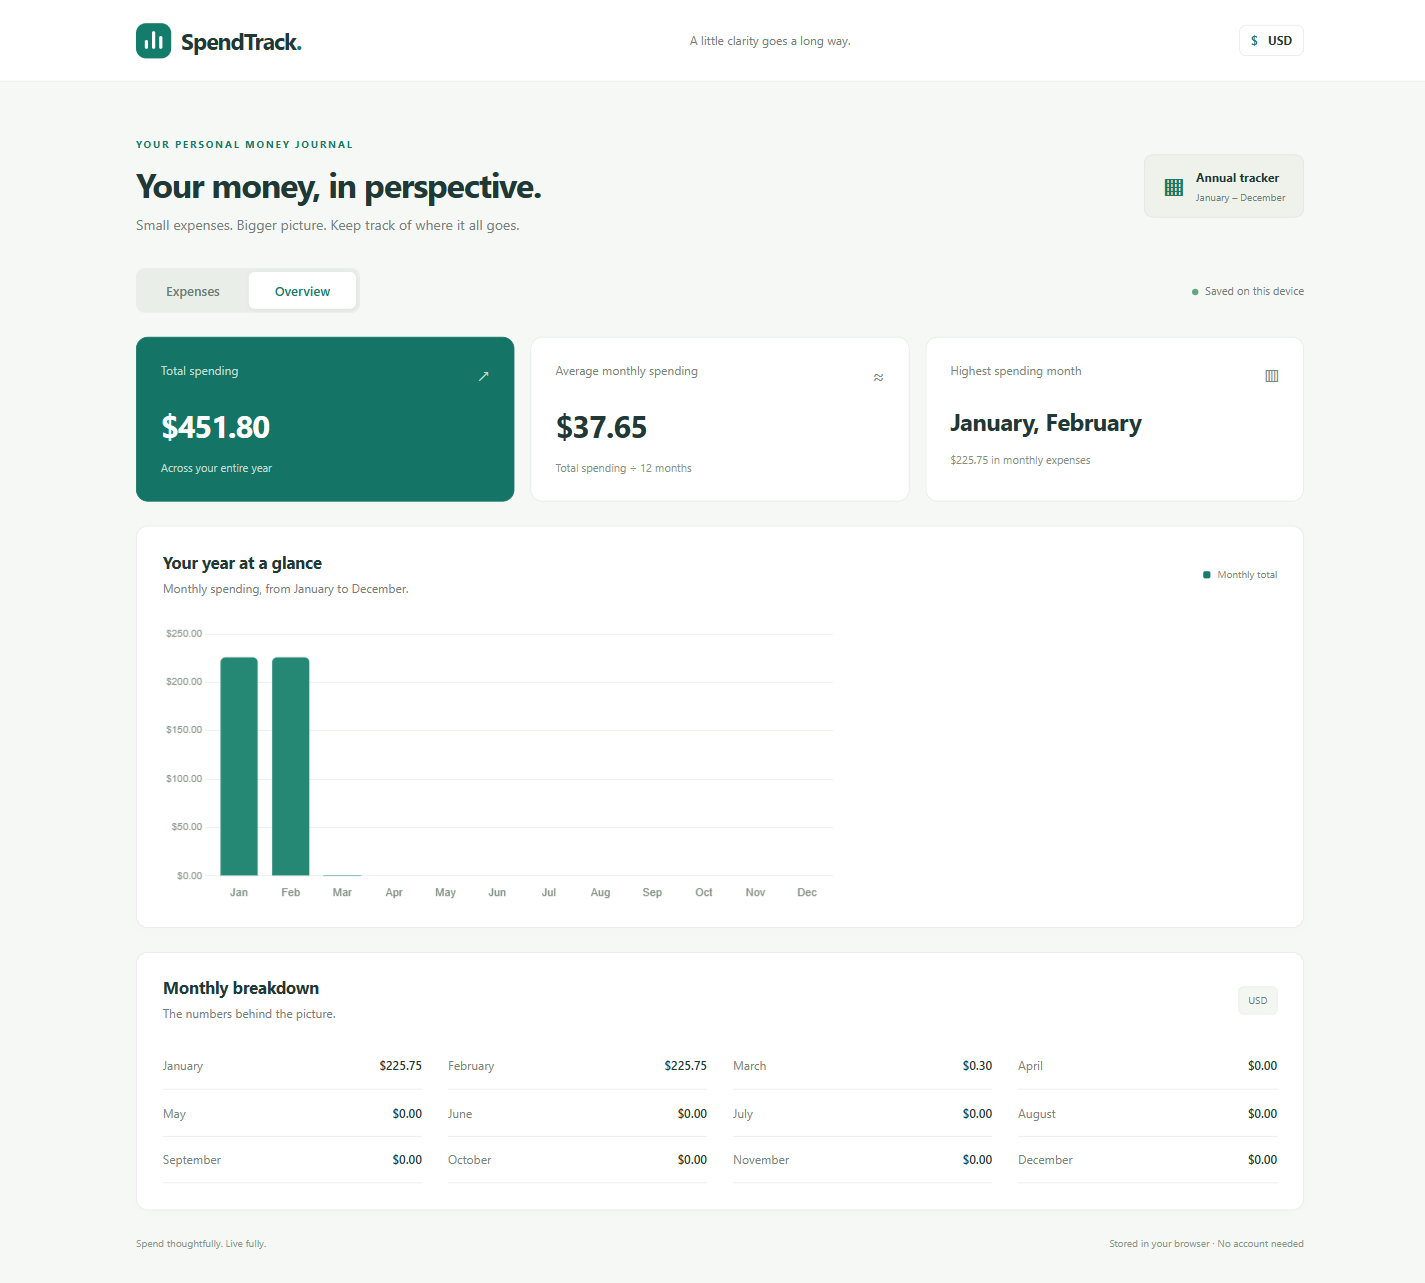 SpendTrack.
A little clarity goes a long way.
$ USD
YOUR PERSONAL MONEY JOURNAL
Your money, in perspective.
Small expenses. Bigger picture. Keep track of where it all goes.
Annual tracker
January – December
Expenses
Overview
Saved on this device
Total spending
↗
$451.80
Across your entire year
Average monthly spending
≈
$37.65
Total spending ÷ 12 months
Highest spending month
January, February
$225.75 in monthly expenses
Your year at a glance
Monthly spending, from January to December.
Monthly total
$250.00
$200.00
$150.00
$100.00
$50.00
$0.00
Jan Feb Mar Apr May Jun Jul Aug Sep Oct Nov Dec
Monthly breakdown
The numbers behind the picture.
USD
January $225.75 February $225.75 March $0.30 April $0.00
May $0.00 June $0.00 July $0.00 August $0.00
September $0.00 October $0.00 November $0.00 December $0.00
Spend thoughtfully. Live fully.
Stored in your browser · No account needed